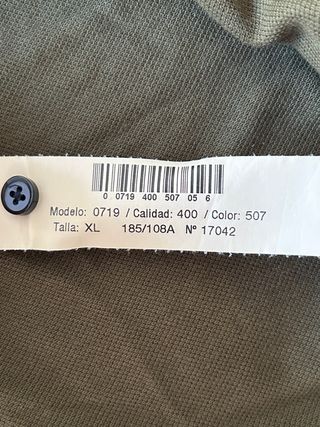 0 0719 400 507 05 6
Modelo: 0719 / Calidad: 400 / Color: 507
Talla: XL 185/108A Nº 17042